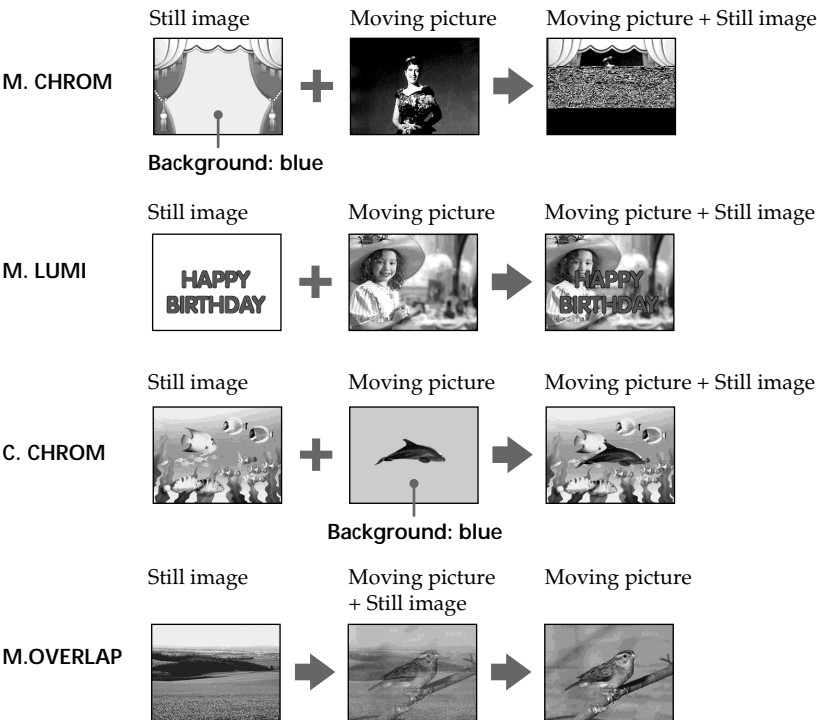 Still image
Moving picture
Moving picture + Still image
M. CHROM
Background: blue
Still image
Moving picture
Moving picture + Still image
M. LUMI
HAPPY
BIRTHDAY
HAPPY
BIRTHDAY
Still image
Moving picture
Moving picture + Still image
C. CHROM
Background: blue
Still image
Moving picture
+ Still image
Moving picture
M.OVERLAP